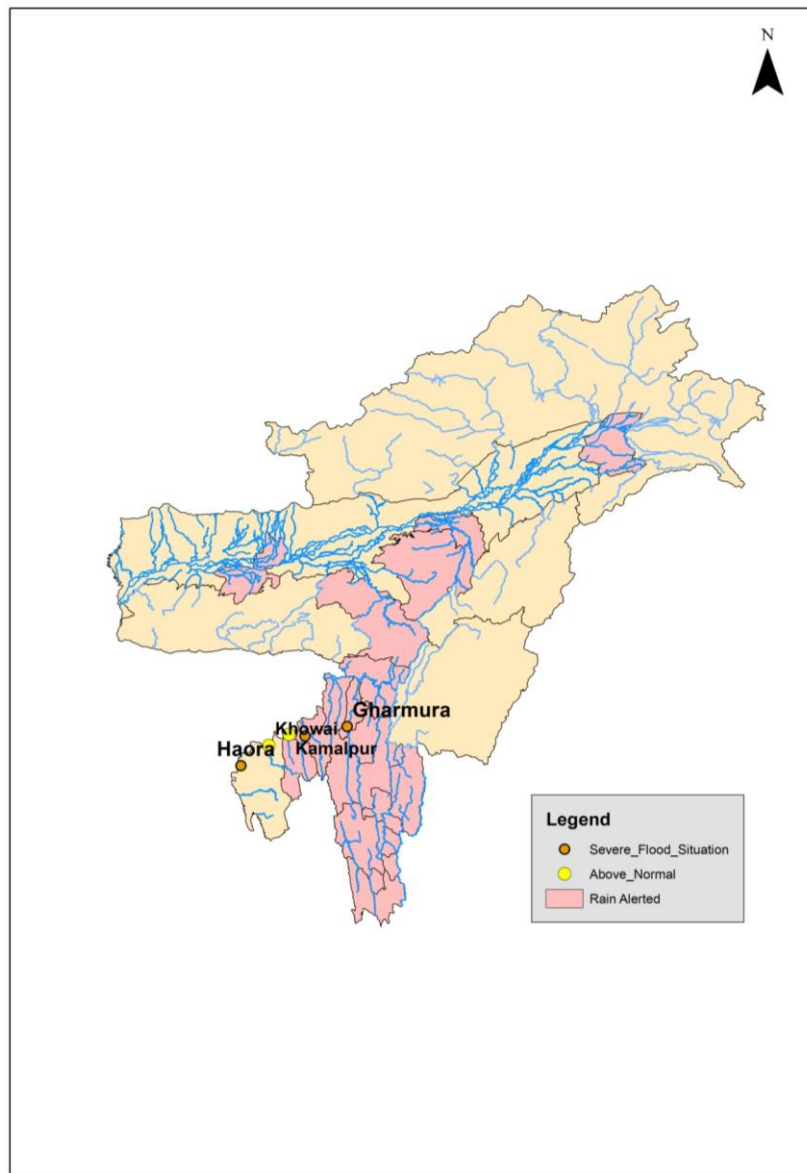 N
Gharmura
Khowai
Haora
Kamalpur
Legend
Severe_Flood_Situation
Above_Normal
Rain Alerted